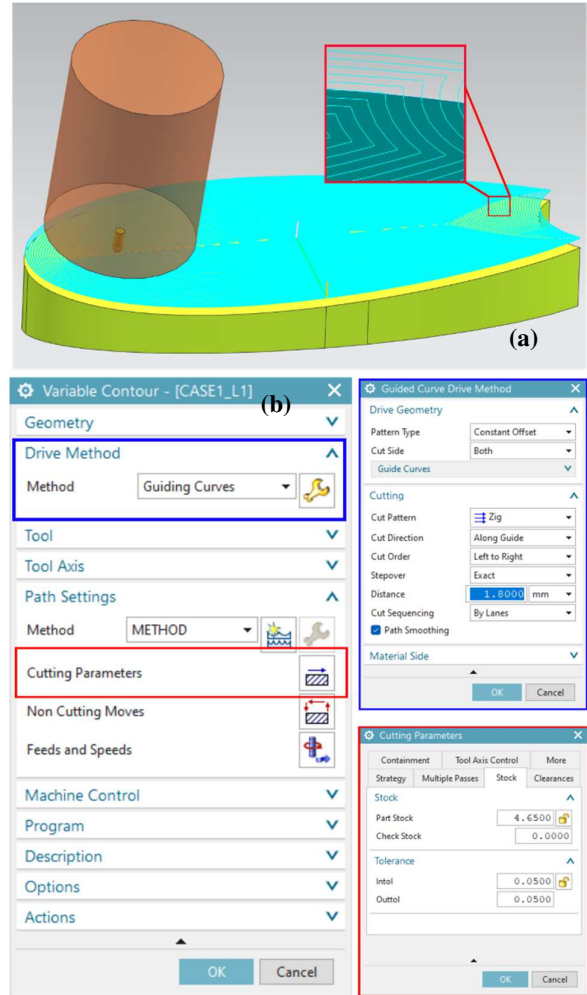 (a)
Variable Contour - [CASE1_L1]
(b)
Geometry
Drive Method
Method Guiding Curves
Tool
Tool Axis
Path Settings
Method METHOD
Cutting Parameters
Non Cutting Moves
Feeds and Speeds
Machine Control
Program
Description
Options
Actions
OK Cancel
Guided Curve Drive Method
Drive Geometry
Pattern Type Constant Offset
Cut Side Both
Guide Curves
Cutting
Cut Pattern Zig
Cut Direction Along Guide
Cut Order Left to Right
Stepover Exact
Distance 1.8000 mm
Cut Sequencing By Lanes
Path Smoothing
Material Side
OK Cancel
Cutting Parameters
Containment Tool Axis Control More
Strategy Multiple Passes Stock Clearances
Stock
Part Stock 4.6500
Check Stock 0.0000
Tolerance
Intol 0.0500
Outtol 0.0500
OK Cancel